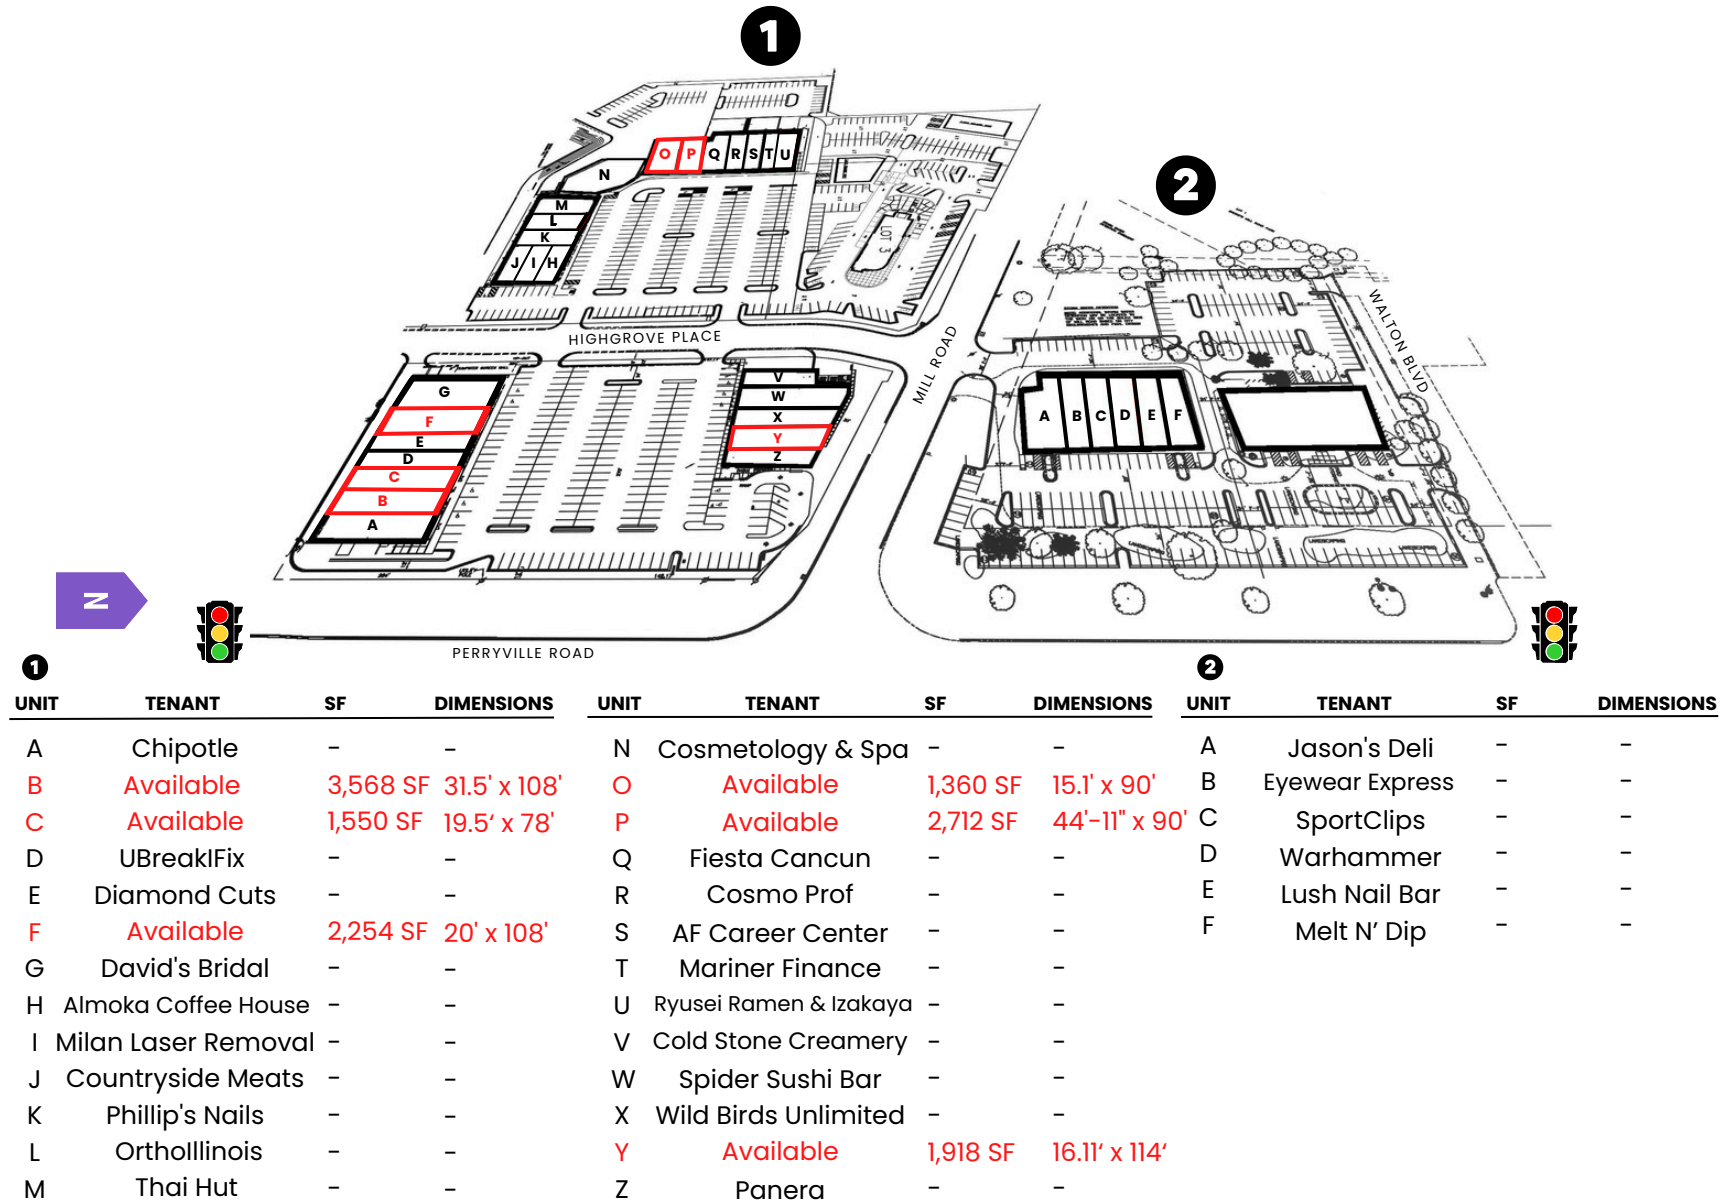 1
2
O P Q R S T U
N
M
L
K
J I H
LOT 3
HIGHGROVE PLACE
MILL ROAD
WALTON BLVD
G
F
E
D
C
B
A
V
W
X
Y
Z
A B C D E F
LANDSCAPING
LANDSCAPING
N
PERRYVILLE ROAD
1
UNIT TENANT SF DIMENSIONS
A Chipotle - -
B Available 3,568 SF 31.5' x 108'
C Available 1,550 SF 19.5‘ x 78'
D UBreakIFix - -
E Diamond Cuts - -
F Available 2,254 SF 20' x 108'
G David's Bridal - -
H Almoka Coffee House - -
I Milan Laser Removal - -
J Countryside Meats - -
K Phillip's Nails - -
L OrthoIllinois - -
M Thai Hut - -
UNIT TENANT SF DIMENSIONS
N Cosmetology & Spa - -
O Available 1,360 SF 15.1' x 90'
P Available 2,712 SF 44'-11" x 90'
Q Fiesta Cancun - -
R Cosmo Prof - -
S AF Career Center - -
T Mariner Finance - -
U Ryusei Ramen & Izakaya - -
V Cold Stone Creamery - -
W Spider Sushi Bar - -
X Wild Birds Unlimited - -
Y Available 1,918 SF 16.11‘ x 114‘
Z Panera - -
2
UNIT TENANT SF DIMENSIONS
A Jason's Deli - -
B Eyewear Express - -
C SportClips - -
D Warhammer - -
E Lush Nail Bar - -
F Melt N’ Dip - -